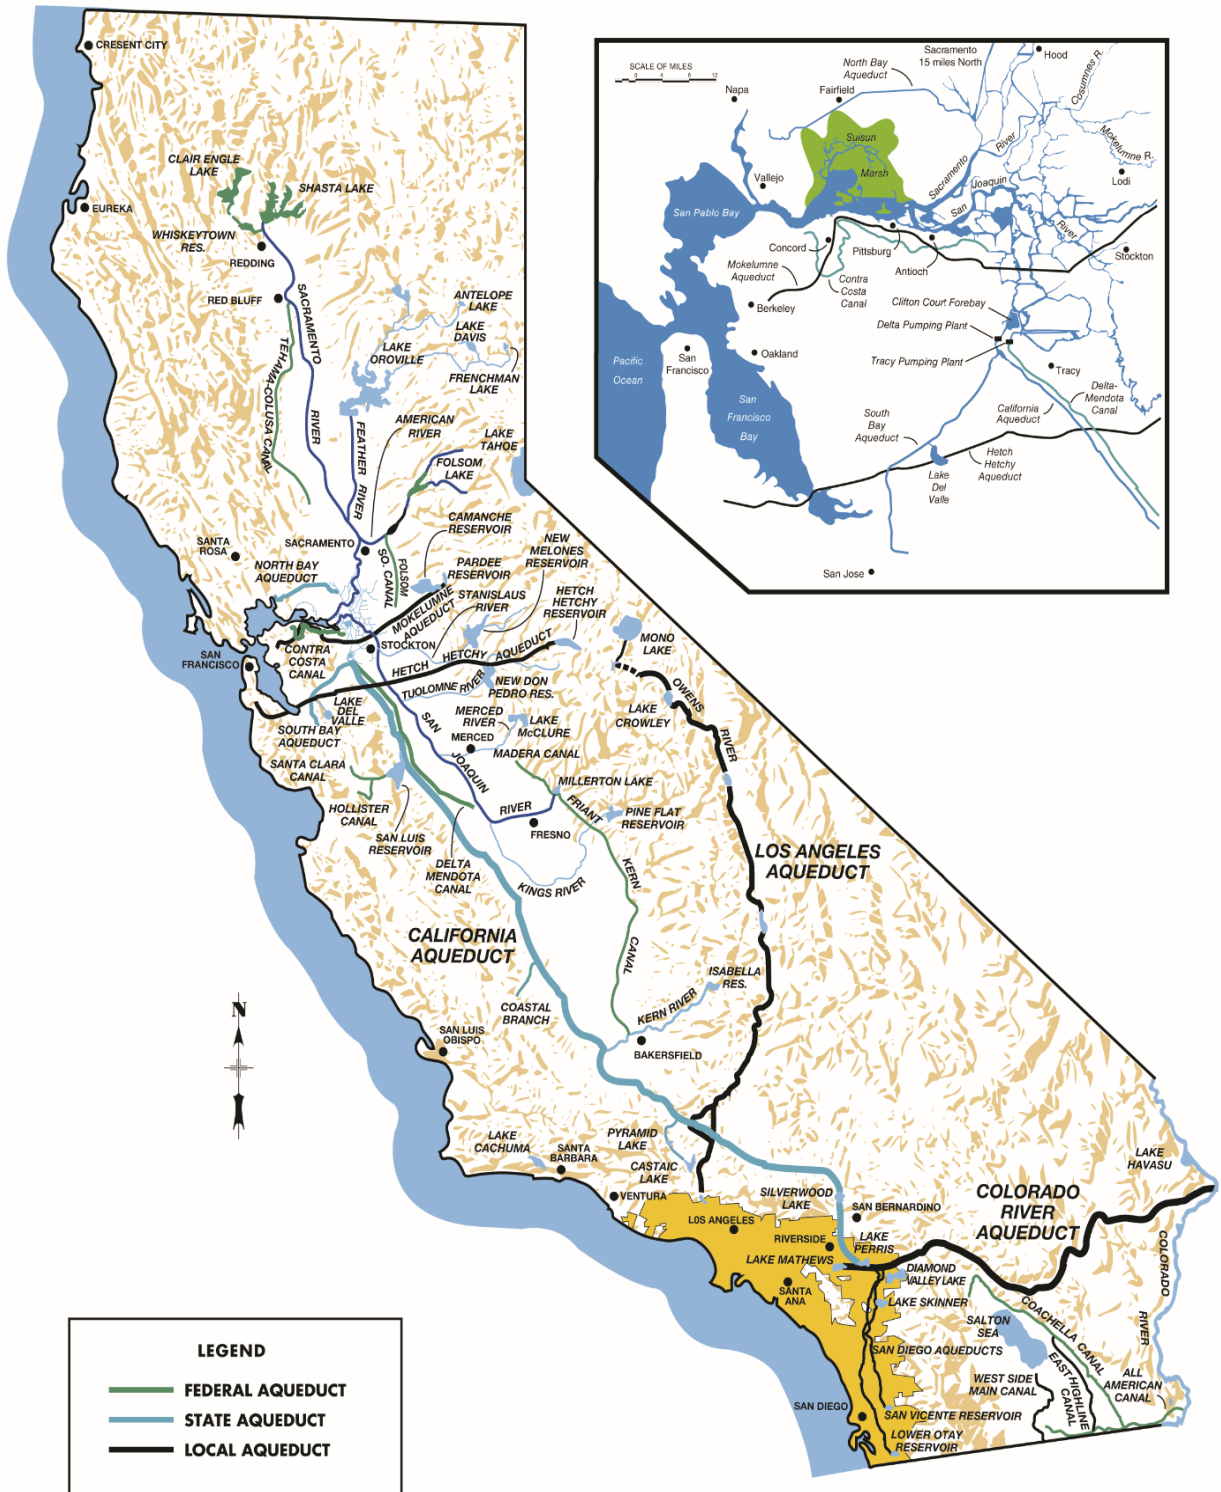 CRESENT CITY
CLAIR ENGLE
LAKE
SHASTA LAKE
EUREKA
WHISKEYTOWN
RES.
REDDING
RED BLUFF
SACRAMENTO
RIVER
TEHAMA-COLUSA CANAL
ANTELOPE
LAKE
LAKE
DAVIS
LAKE
OROVILLE
FRENCHMAN
LAKE
FEATHER
RIVER
AMERICAN
RIVER
LAKE
TAHOE
FOLSOM
LAKE
CAMANCHE
RESERVOIR
SANTA
ROSA
SACRAMENTO
NEW
MELONES
RESERVOIR
NORTH BAY
AQUEDUCT
FOLSOM
SO. CANAL
PARDEE
RESERVOIR
STANISLAUS
RIVER
HETCH
HETCHY
RESERVOIR
MOKELUMNE
AQUEDUCT
STOCKTON
MONO
LAKE
SAN
FRANCISCO
CONTRA
COSTA
CANAL
HETCH HETCHY AQUEDUCT
TUOLOMNE RIVER
NEW DON
PEDRO RES.
OWENS
RIVER
LAKE
CROWLEY
LAKE
DEL
VALLE
SOUTH BAY
AQUEDUCT
SAN
JOAQUIN
RIVER
MERCED
RIVER
LAKE
McCLURE
MERCED
MADERA CANAL
SANTA CLARA
CANAL
MILLERTON LAKE
HOLLISTER
CANAL
FRIANT
KERN
CANAL
PINE FLAT
RESERVOIR
FRESNO
SAN LUIS
RESERVOIR
DELTA
MENDOTA
CANAL
KINGS RIVER
LOS ANGELES
AQUEDUCT
CALIFORNIA
AQUEDUCT
ISABELLA
RES.
COASTAL
BRANCH
KERN RIVER
N
SAN LUIS
OBISPO
BAKERSFIELD
LAKE
CACHUMA
SANTA
BARBARA
PYRAMID
LAKE
CASTAIC
LAKE
VENTURA
SILVERWOOD
LAKE
LAKE
HAVASU
COLORADO
RIVER
AQUEDUCT
SAN BERNARDINO
LOS ANGELES
RIVERSIDE
LAKE
PERRIS
LAKE MATHEWS
COLORADO
RIVER
DIAMOND
VALLEY LAKE
SANTA
ANA
LAKE SKINNER
SALTON
SEA
COACHELLA CANAL
SAN DIEGO AQUEDUCTS
EAST HIGHLINE
CANAL
WEST SIDE
MAIN CANAL
ALL
AMERICAN
CANAL
SAN DIEGO
SAN VICENTE RESERVOIR
LOWER OTAY
RESERVOIR
LEGEND
FEDERAL AQUEDUCT
STATE AQUEDUCT
LOCAL AQUEDUCT
SCALE OF MILES
0 4 8 12
Napa
North Bay
Aqueduct
Fairfield
Sacramento
15 miles North
Hood
Cosumnes R.
Suisun
Marsh
Mokelumne R.
Sacramento
River
Lodi
Vallejo
San
Joaquin
River
San Pablo Bay
Concord
Pittsburg
Antioch
Stockton
Mokelumne
Aqueduct
Contra
Costa
Canal
Berkeley
Clifton Court Forebay
Delta Pumping Plant
Tracy Pumping Plant
Oakland
San
Francisco
Pacific
Ocean
Tracy
Delta-
Mendota
Canal
California
Aqueduct
San
Francisco
Bay
South
Bay
Aqueduct
Lake
Del
Valle
Hetch
Hetchy
Aqueduct
San Jose